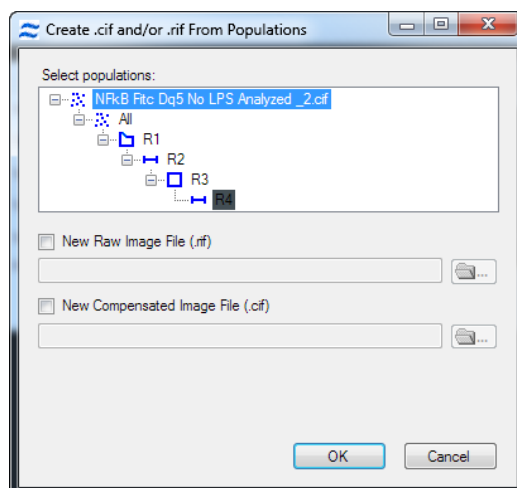 Create .cif and/or .rif From Populations
Select populations:
NFkB Fitc Dq5 No LPS Analyzed _2.cif
All
R1
R2
R3
R4
New Raw Image File (.rif)
...
New Compensated Image File (.cif)
...
OK Cancel